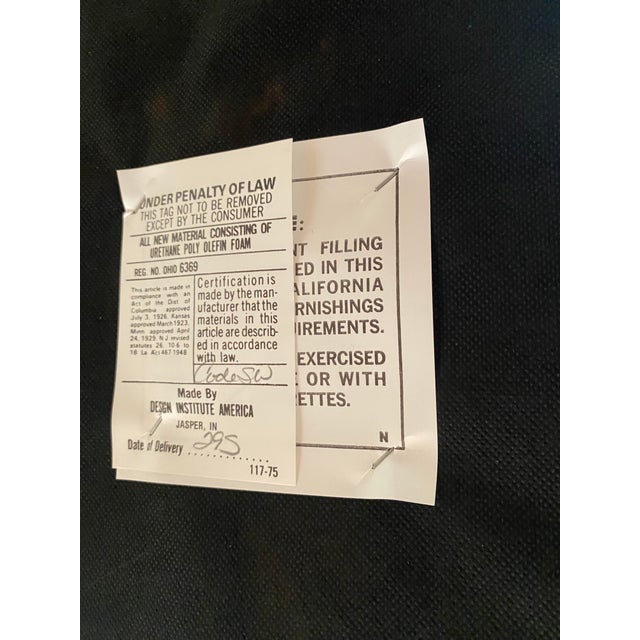 UNDER PENALTY OF LAW
THIS TAG NOT TO BE REMOVED
EXCEPT BY THE CONSUMER
ALL NEW MATERIAL CONSISTING OF
URETHANE POLY OLEFIN FOAM
REG. NO. OHIO 6369
This article is made in
compliance with an
Act of the Dist of
Columbia approved
July 3, 1926, Kansas
approved March 1923,
Minn approved April
24, 1929, N J revised
statutes 26. 10-6 to
18 La Act 467-1948
Certification is
made by the man-
ufacturer that the
materials in this
article are describ-
ed in accordance
with law.
Made By
DESIGN INSTITUTE AMERICA
JASPER, IN
Date of Delivery 295
117-75
E:
NT FILLING
ED IN THIS
ALIFORNIA
RNISHINGS
IREMENTS.
EXERCISED
E OR WITH
ETTES.
N